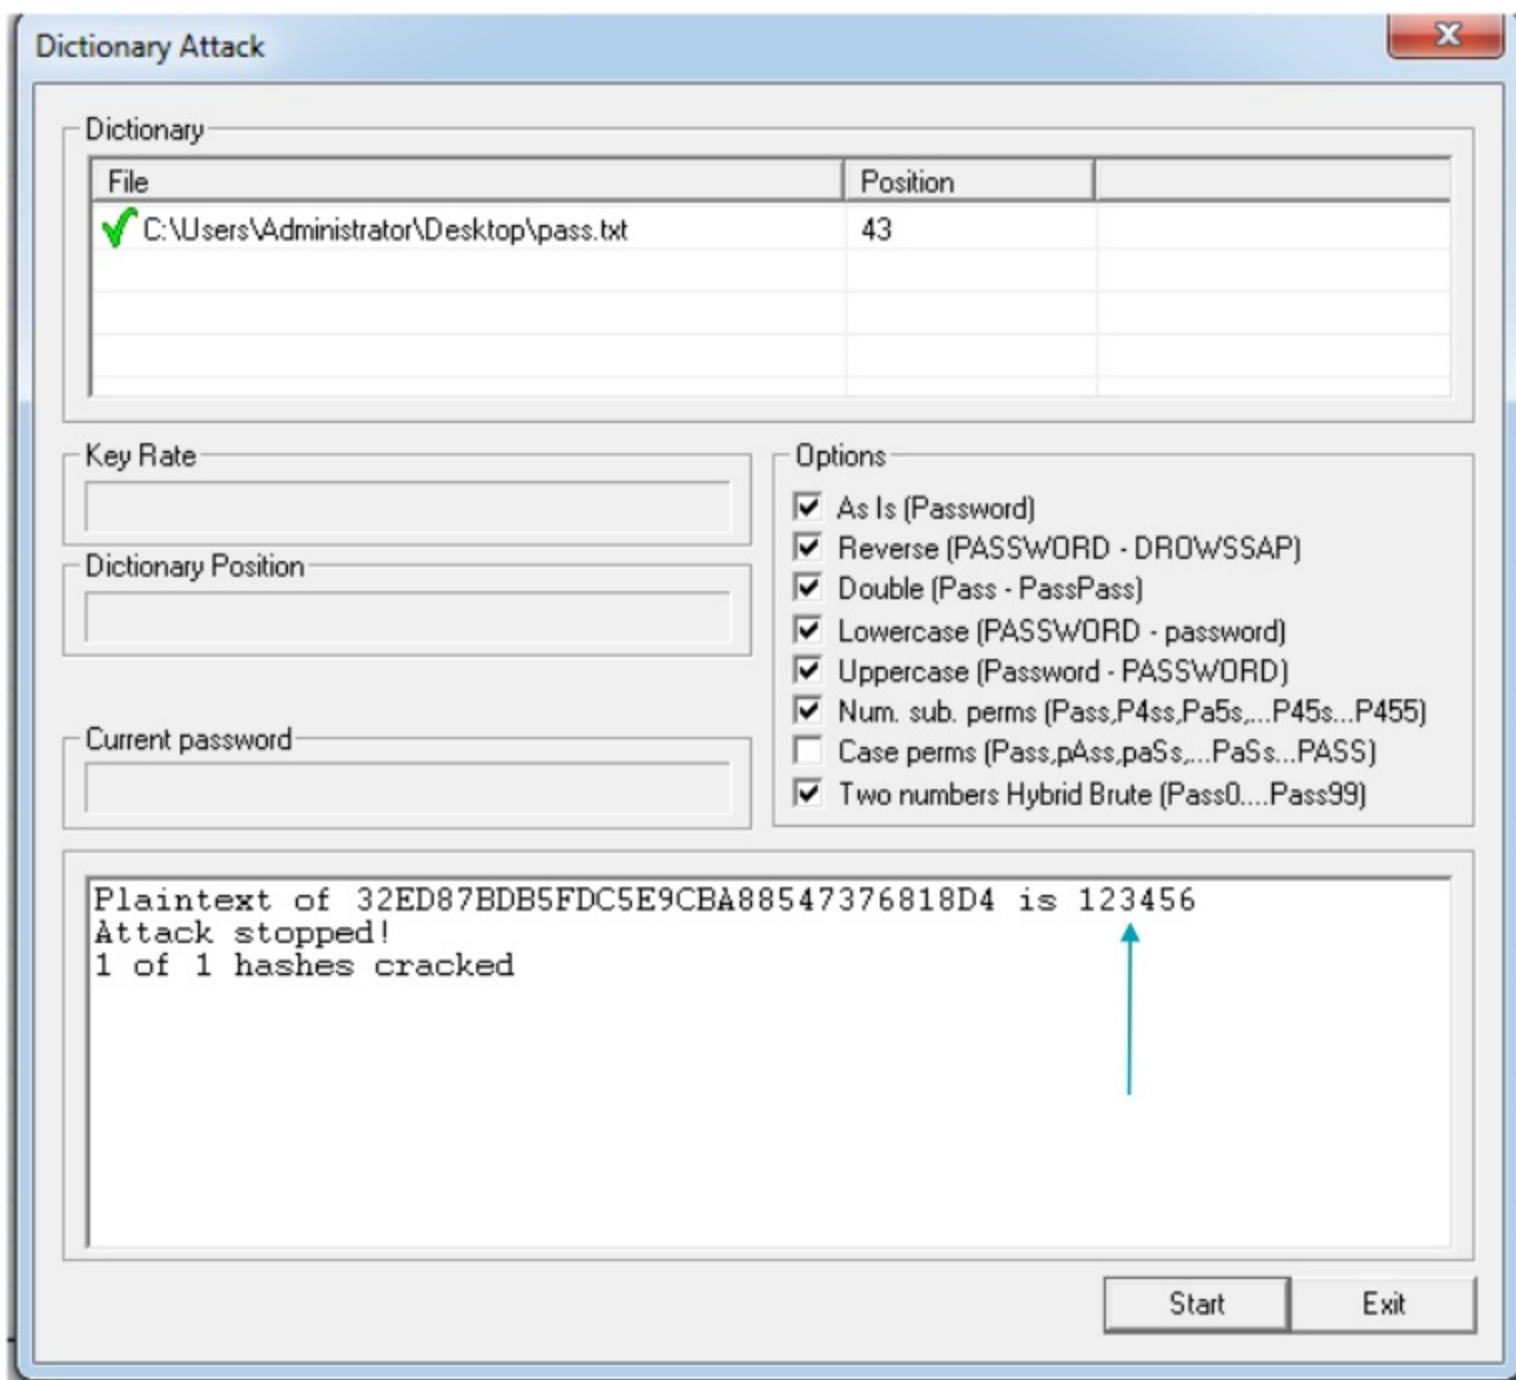 Dictionary Attack
Dictionary
File Position
C:\Users\Administrator\Desktop\pass.txt 43
Key Rate
Dictionary Position
Current password
Options
As Is (Password)
Reverse (PASSWORD - DROWSSAP)
Double (Pass - PassPass)
Lowercase (PASSWORD - password)
Uppercase (Password - PASSWORD)
Num. sub. perms (Pass,P4ss,Pa5s,...P45s...P455)
Case perms (Pass,pAss,paSs,...PaSs...PASS)
Two numbers Hybrid Brute (Pass0....Pass99)
Plaintext of 32ED87BDB5FDC5E9CBA88547376818D4 is 123456
Attack stopped!
1 of 1 hashes cracked
Start Exit